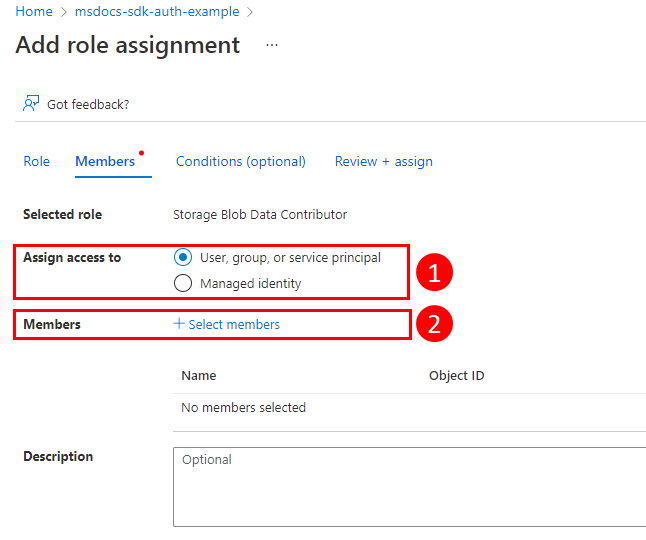 Home > msdocs-sdk-auth-example >
Add role assignment ...
Got feedback?
Role Members Conditions (optional) Review + assign
Selected role Storage Blob Data Contributor
Assign access to User, group, or service principal
1
Managed identity
Members + Select members
2
Name Object ID
No members selected
Description Optional